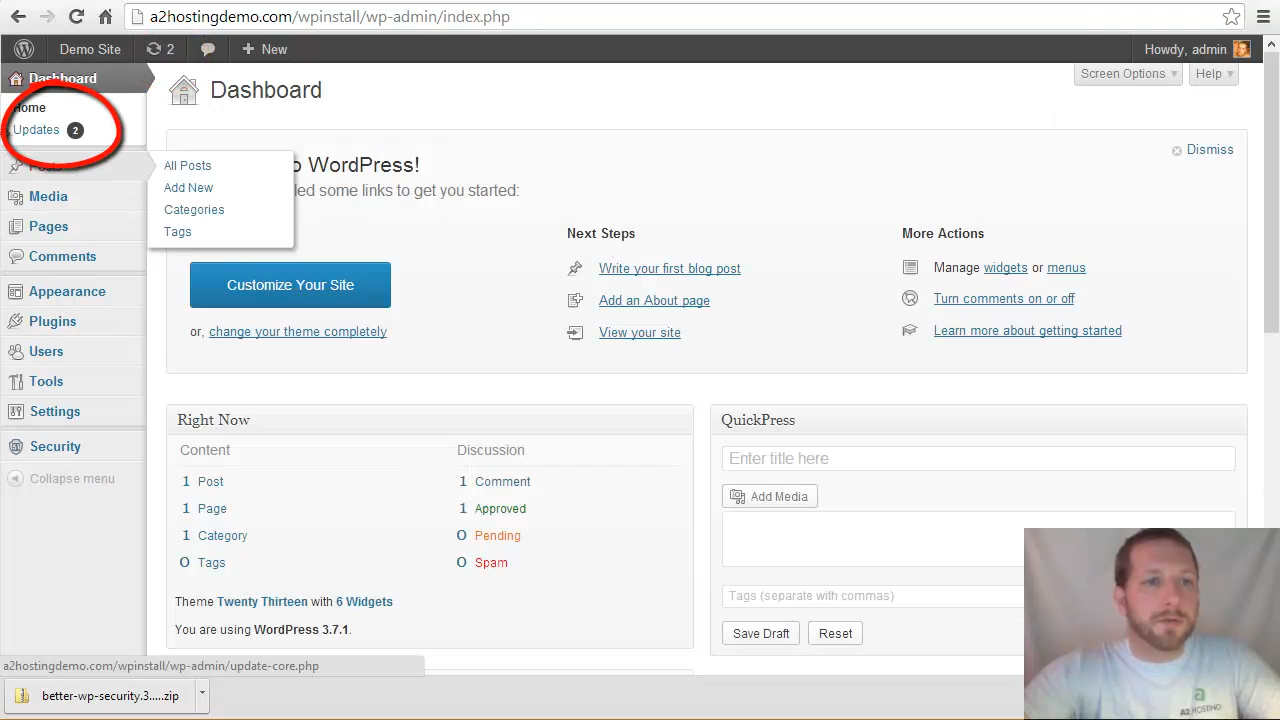 a2hostingdemo.com/wpinstall/wp-admin/index.php
Demo Site 2 New Howdy, admin
Dashboard
Home
Updates 2
Posts
Media
Pages
Comments
Appearance
Plugins
Users
Tools
Settings
Security
Collapse menu
All Posts
Add New
Categories
Tags
Dashboard
Screen Options Help
WordPress!
led some links to get you started:
Dismiss
Customize Your Site
or, change your theme completely
Next Steps
Write your first blog post
Add an About page
View your site
More Actions
Manage widgets or menus
Turn comments on or off
Learn more about getting started
Right Now
Content
1 Post
1 Page
1 Category
0 Tags
Discussion
1 Comment
1 Approved
0 Pending
0 Spam
Theme Twenty Thirteen with 6 Widgets
You are using WordPress 3.7.1.
QuickPress
Enter title here
Add Media
Tags (separate with commas)
Save Draft Reset
a2hostingdemo.com/wpinstall/wp-admin/update-core.php
better-wp-security.3.....zip
A2 HOSTING